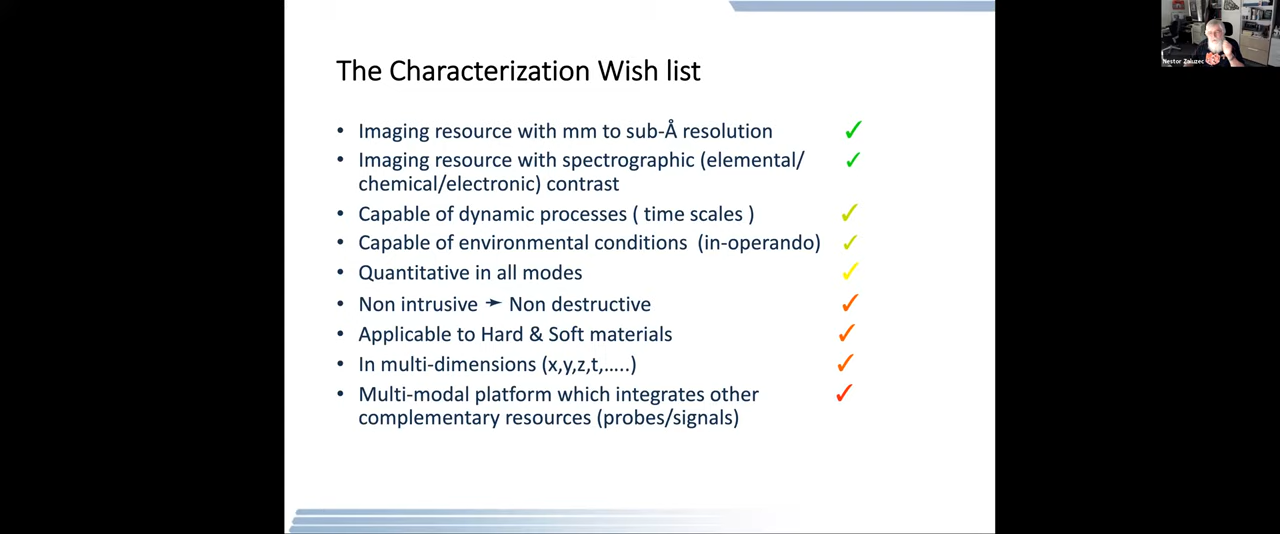 The Characterization Wish list
• Imaging resource with mm to sub-Å resolution ✓
• Imaging resource with spectrographic (elemental/ ✓
chemical/electronic) contrast
• Capable of dynamic processes ( time scales ) ✓
• Capable of environmental conditions (in-operando) ✓
• Quantitative in all modes ✓
• Non intrusive ➛ Non destructive ✓
• Applicable to Hard & Soft materials ✓
• In multi-dimensions (x,y,z,t,…..) ✓
• Multi-modal platform which integrates other ✓
complementary resources (probes/signals)
Nestor Zaluzec